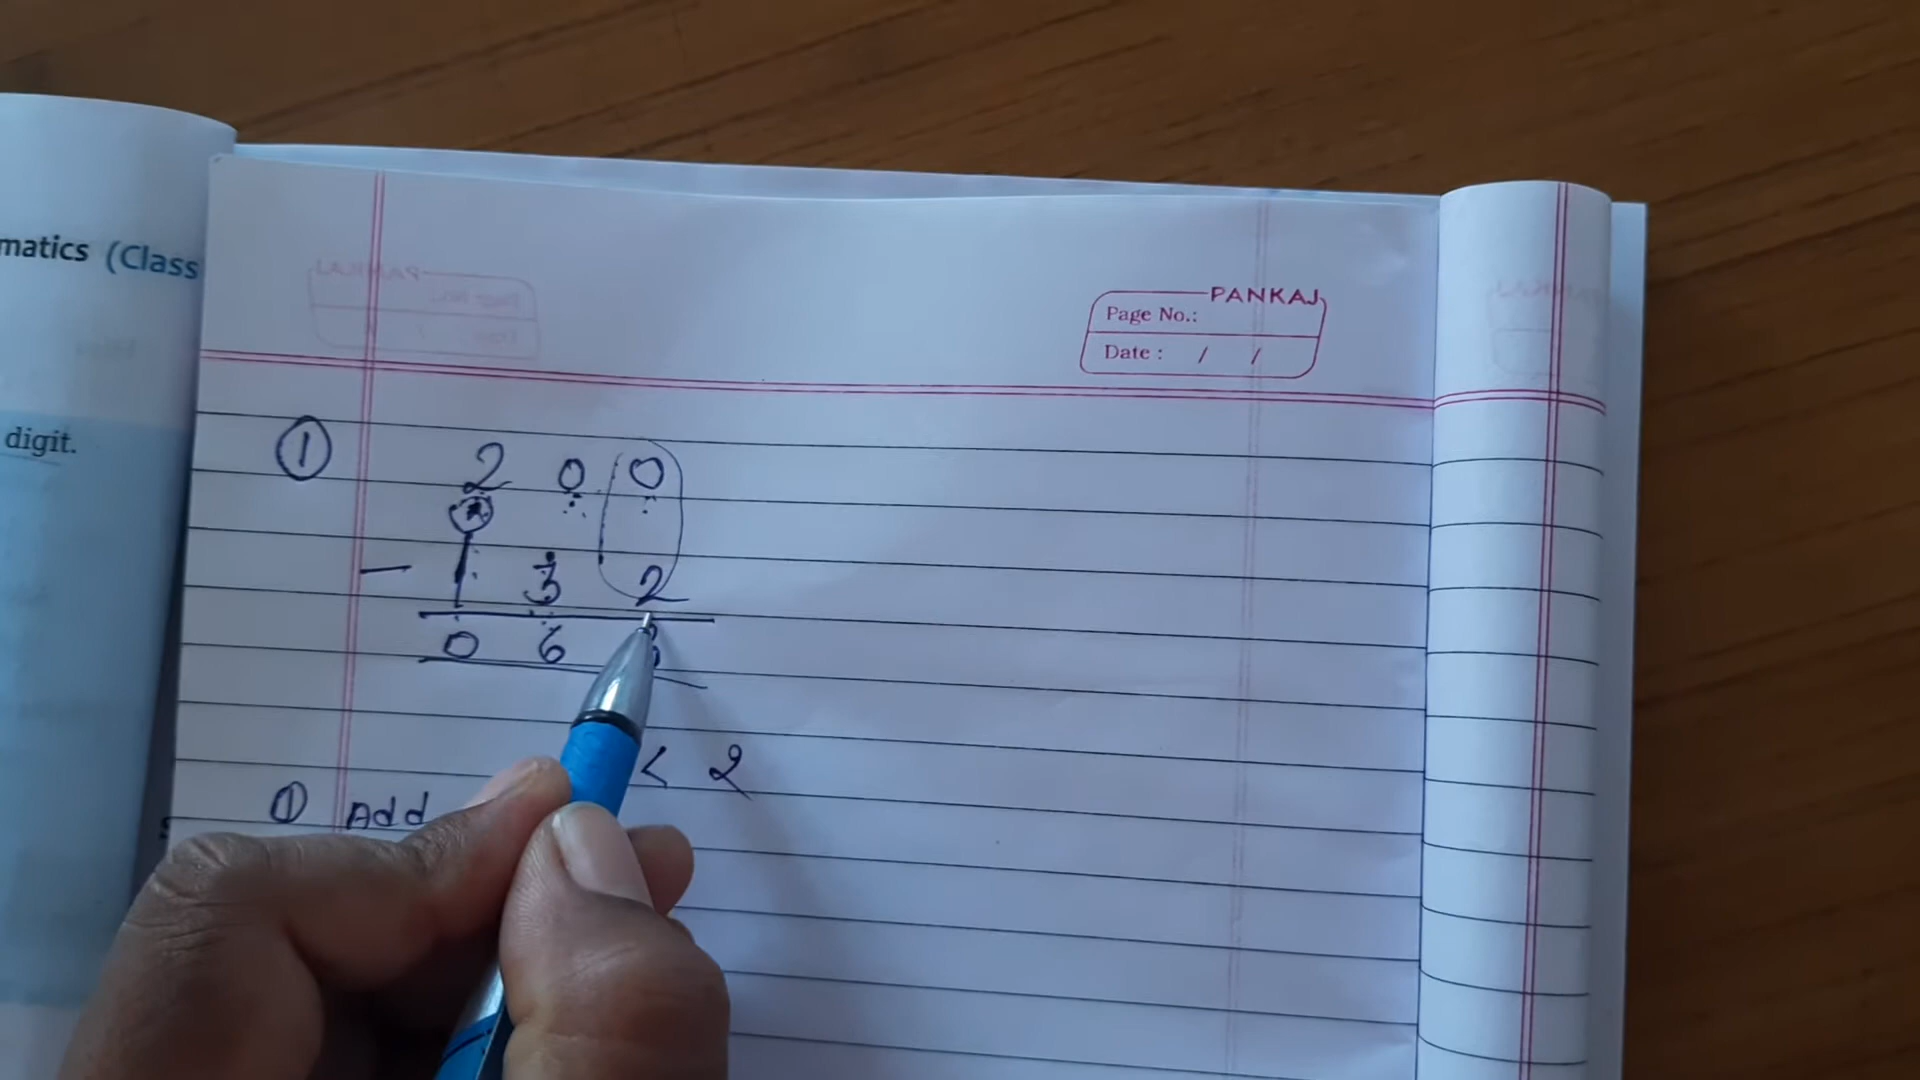 matics (Class
digit.
PANKAJ
Page No.:
Date : / /
① 2 0 0
- 1 3 2
0 6 8
< 2
① Add